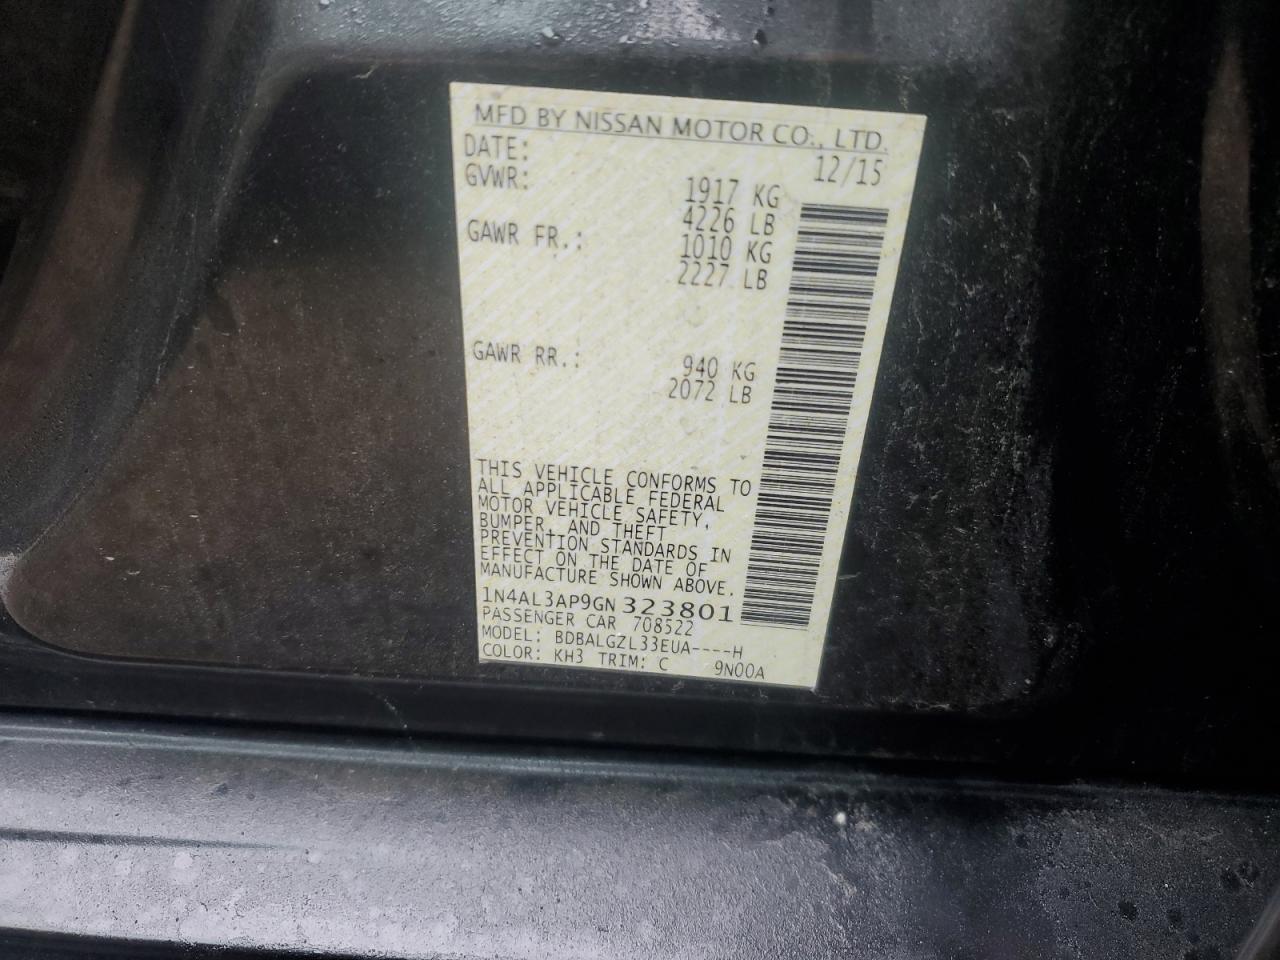 MFD BY NISSAN MOTOR CO., LTD.
DATE: 12/15
GVWR: 1917 KG
4226 LB
GAWR FR.: 1010 KG
2227 LB
GAWR RR.: 940 KG
2072 LB
THIS VEHICLE CONFORMS TO
ALL APPLICABLE FEDERAL
MOTOR VEHICLE SAFETY,
BUMPER, AND THEFT
PREVENTION STANDARDS IN
EFFECT ON THE DATE OF
MANUFACTURE SHOWN ABOVE.
1N4AL3AP9GN323801
PASSENGER CAR 708522
MODEL: BDBALGZL33EUA----H
COLOR: KH3 TRIM: C 9N00A